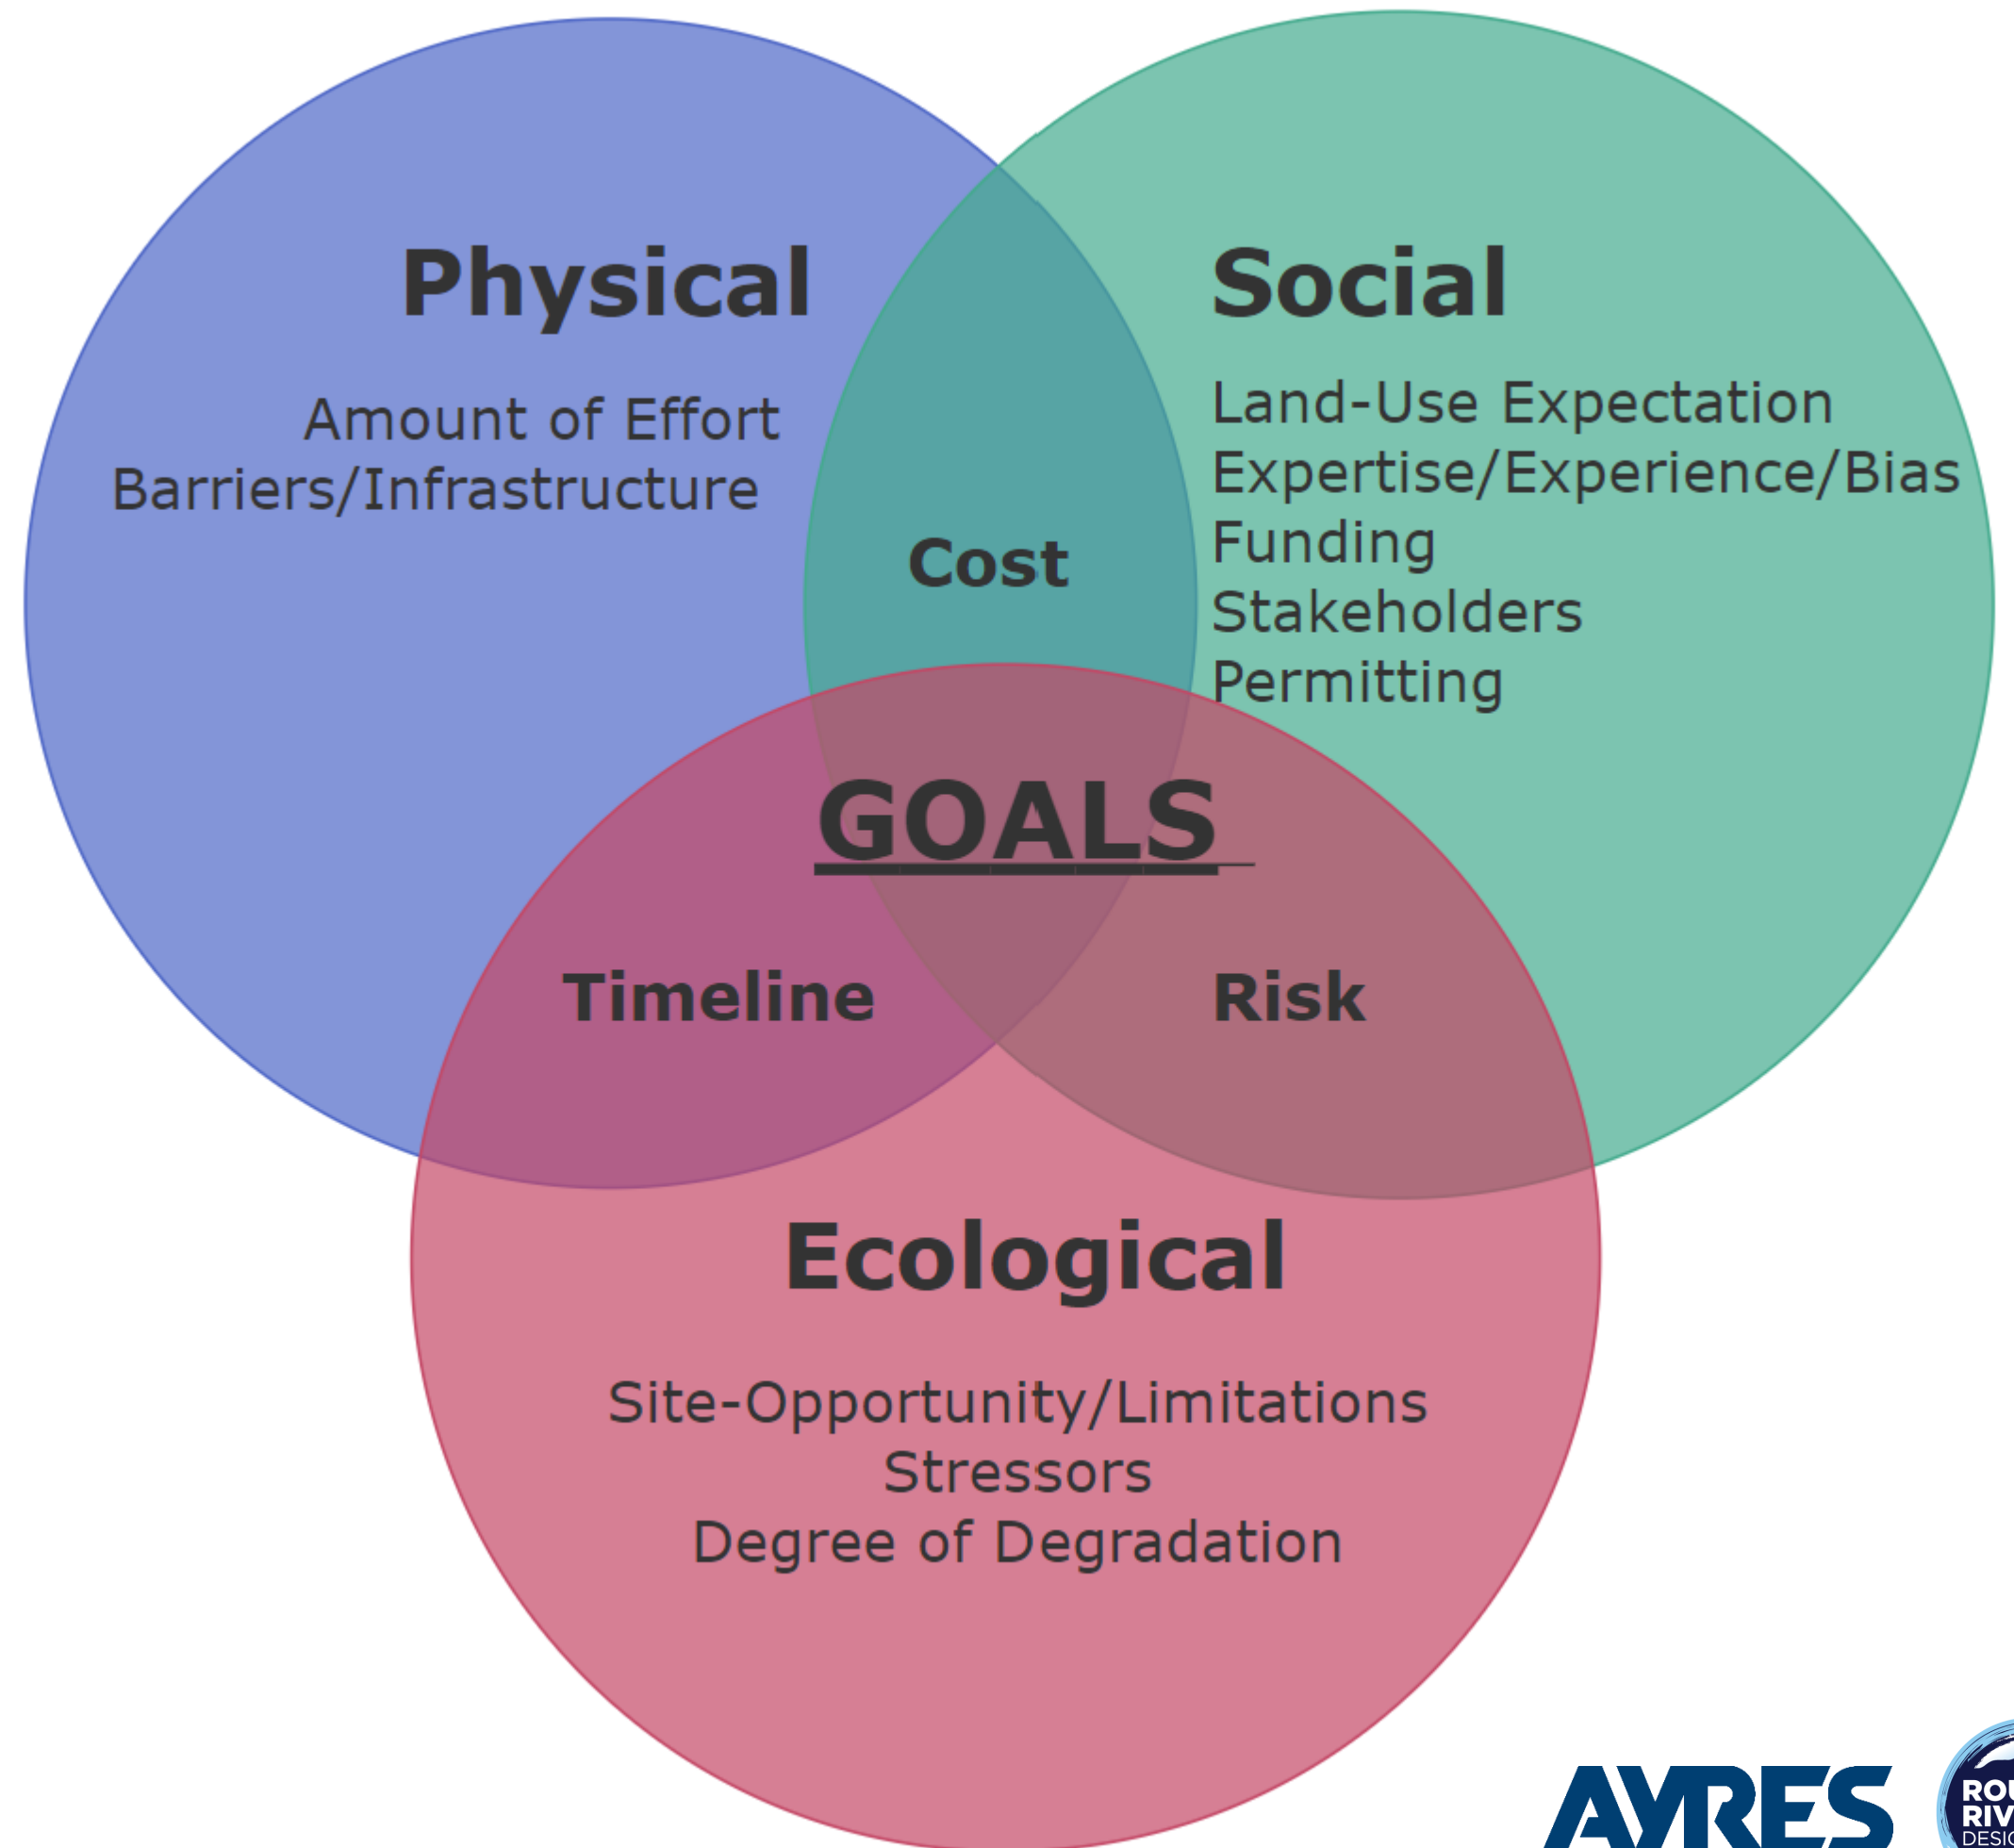 Physical
Amount of Effort
Barriers/Infrastructure
Social
Land-Use Expectation
Expertise/Experience/Bias
Funding
Stakeholders
Permitting
Cost
GOALS
Timeline
Risk
Ecological
Site-Opportunity/Limitations
Stressors
Degree of Degradation
AYRES